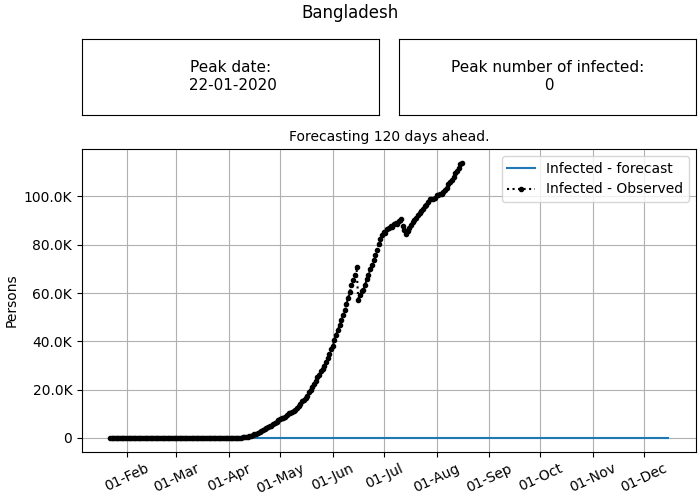 Bangladesh
Peak date:
22-01-2020
Peak number of infected:
0
Forecasting 120 days ahead.
Infected - forecast
Infected - Observed
Persons
100.0K
80.0K
60.0K
40.0K
20.0K
0
01-Feb
01-Mar
01-Apr
01-May
01-Jun
01-Jul
01-Aug
01-Sep
01-Oct
01-Nov
01-Dec